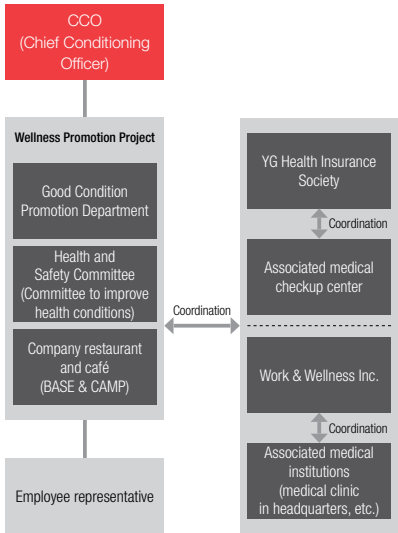 CCO
(Chief Conditioning
Officer)
Wellness Promotion Project
Good Condition
Promotion Department
Health and
Safety Committee
(Committee to improve
health conditions)
Company restaurant
and café
(BASE & CAMP)
Employee representative
Coordination
YG Health Insurance
Society
Coordination
Associated medical
checkup center
Work & Wellness Inc.
Coordination
Associated medical
institutions
(medical clinic
in headquarters, etc.)